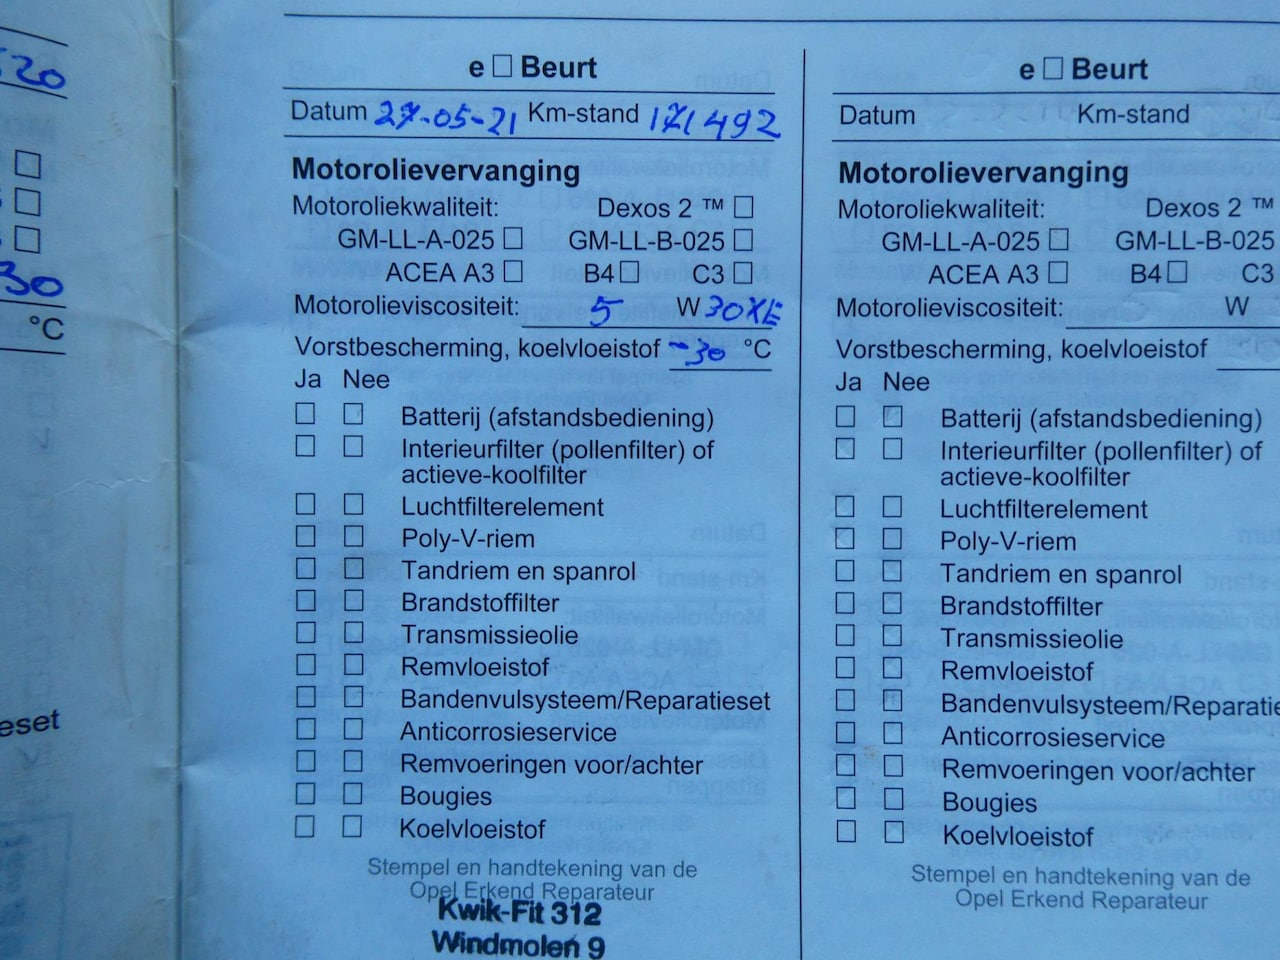 520
30
°C
eset
e □ Beurt
Datum 27-05-21 Km-stand 171492
Motorolievervanging
Motoroliekwaliteit: Dexos 2 ™ □
GM-LL-A-025 □ GM-LL-B-025 □
ACEA A3 □ B4 □ C3 □
Motorolieviscositeit: 5 W 30XE
Vorstbescherming, koelvloeistof -30 °C
Ja Nee
□ □ Batterij (afstandsbediening)
□ □ Interieurfilter (pollenfilter) of
actieve-koolfilter
□ □ Luchtfilterelement
□ □ Poly-V-riem
□ □ Tandriem en spanrol
□ □ Brandstoffilter
□ □ Transmissieolie
□ □ Remvloeistof
□ □ Bandenvulsysteem/Reparatieset
□ □ Anticorrosieservice
□ □ Remvoeringen voor/achter
□ □ Bougies
□ □ Koelvloeistof
Stempel en handtekening van de
Opel Erkend Reparateur
Kwik-Fit 312
Windmolen 9
e □ Beurt
Datum Km-stand
Motorolievervanging
Motoroliekwaliteit: Dexos 2 ™
GM-LL-A-025 □ GM-LL-B-025
ACEA A3 □ B4 □ C3
Motorolieviscositeit: W
Vorstbescherming, koelvloeistof
Ja Nee
□ □ Batterij (afstandsbediening)
□ □ Interieurfilter (pollenfilter) of
actieve-koolfilter
□ □ Luchtfilterelement
□ □ Poly-V-riem
□ □ Tandriem en spanrol
□ □ Brandstoffilter
□ □ Transmissieolie
□ □ Remvloeistof
□ □ Bandenvulsysteem/Reparatie
□ □ Anticorrosieservice
□ □ Remvoeringen voor/achter
□ □ Bougies
□ □ Koelvloeistof
Stempel en handtekening van de
Opel Erkend Reparateur